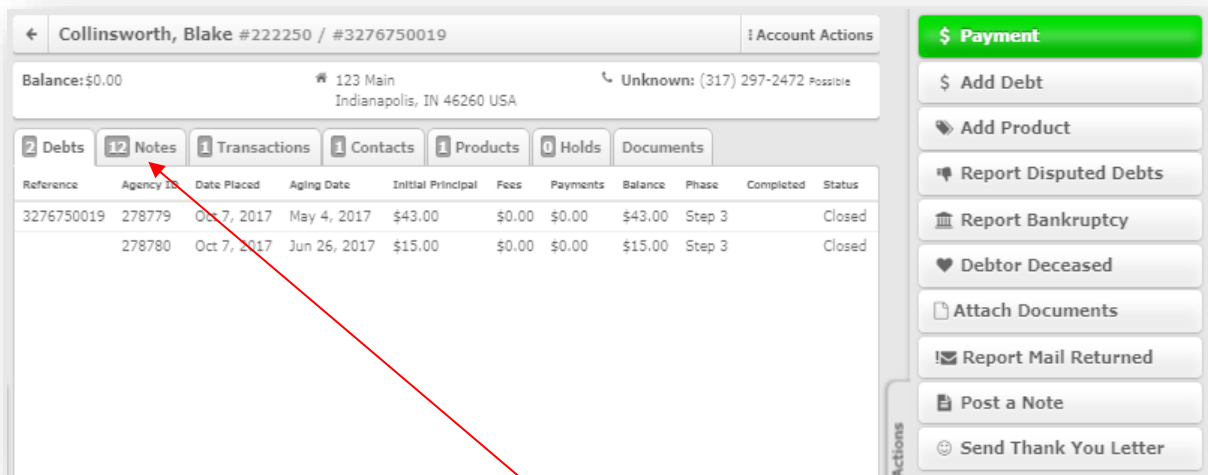 Collinsworth, Blake #222250 / #3276750019
Account Actions
Balance: $0.00
123 Main
Indianapolis, IN 46260 USA
Unknown: (317) 297-2472 Possible
2 Debts 12 Notes 1 Transactions 1 Contacts 1 Products 0 Holds Documents
Reference Agency ID Date Placed Aging Date Initial Principal Fees Payments Balance Phase Completed Status
3276750019 278779 Oct 7, 2017 May 4, 2017 $43.00 $0.00 $0.00 $43.00 Step 3 Closed
278780 Oct 7, 2017 Jun 26, 2017 $15.00 $0.00 $0.00 $15.00 Step 3 Closed
$ Payment
$ Add Debt
Add Product
Report Disputed Debts
Report Bankruptcy
Debtor Deceased
Attach Documents
Report Mail Returned
Post a Note
Send Thank You Letter
Actions